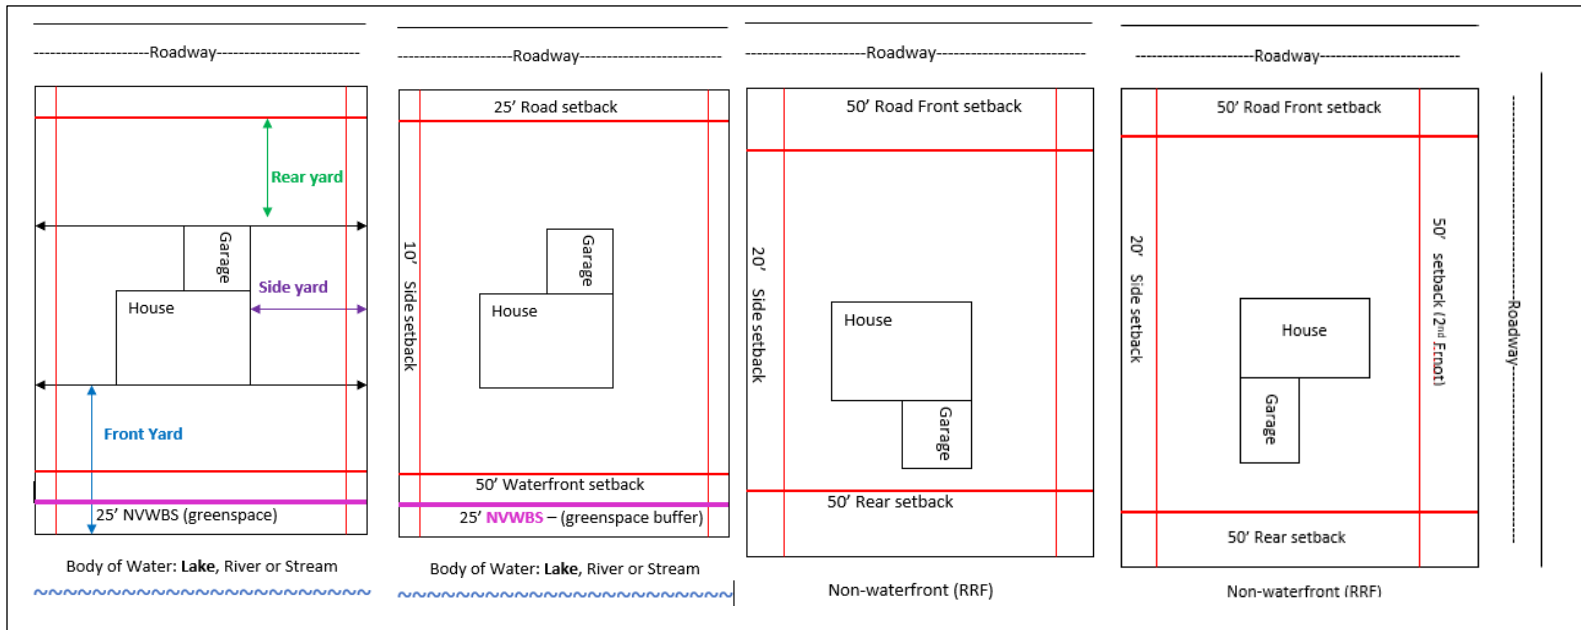 --------------------Roadway--------------------
Rear yard
Garage
Side yard
House
Front Yard
25’ NVWBS (greenspace)
Body of Water: Lake, River or Stream
--------------------Roadway--------------------
25’ Road setback
10’ Side setback
Garage
House
50’ Waterfront setback
25’ NVWBS – (greenspace buffer)
Body of Water: Lake, River or Stream
--------------------Roadway--------------------
50’ Road Front setback
20’ Side setback
House
Garage
50’ Rear setback
Non-waterfront (RRF)
--------------------Roadway--------------------
50’ Road Front setback
20’ Side setback
50’ setback (2nd Frnot)
House
Garage
50’ Rear setback
Non-waterfront (RRF)
--------------------Roadway--------------------